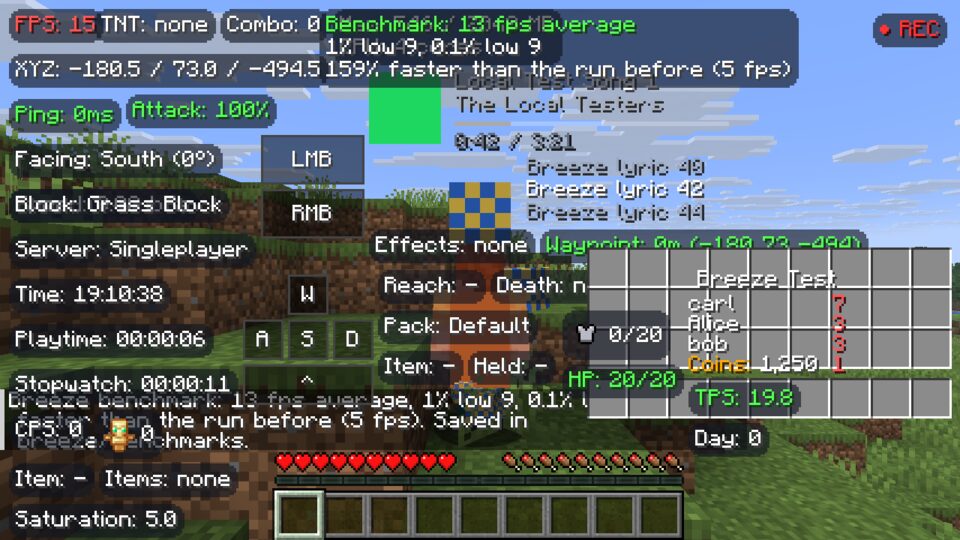 FPS: 15 TNT: none Combo: 0
Benchmark: 13 fps average
1% low 9, 0.1% low 9
159% faster than the run before (5 fps)
● REC
XYZ: -180.5 / 73.0 / -494.5
Local Test Song 1
The Local Testers
0:42 / 3:21
Ping: 0ms
Attack: 100%
Facing: South (0°)
LMB
Breeze lyric 40
Breeze lyric 42
Breeze lyric 44
Block: Grass Block
RMB
Server: Singleplayer
Effects: none
Waypoint: 0m (-180 73 -494)
Time: 19:10:38
W
Reach: - Death: n
Breeze Test
carl 7
Alice 3
bob 3
Coins: 1,250 1
Playtime: 00:00:06
A S D
Pack: Default
0/20
Item: - Held: -
HP: 20/20
TPS: 19.8
Stopwatch: 00:00:11
^
Breeze benchmark: 13 fps average, 1% low 9, 0.1% l
faster than the run before (5 fps). Saved in
breeze/benchmarks.
CPS: 0
0
Day: 0
Item: - Items: none
Saturation: 5.0